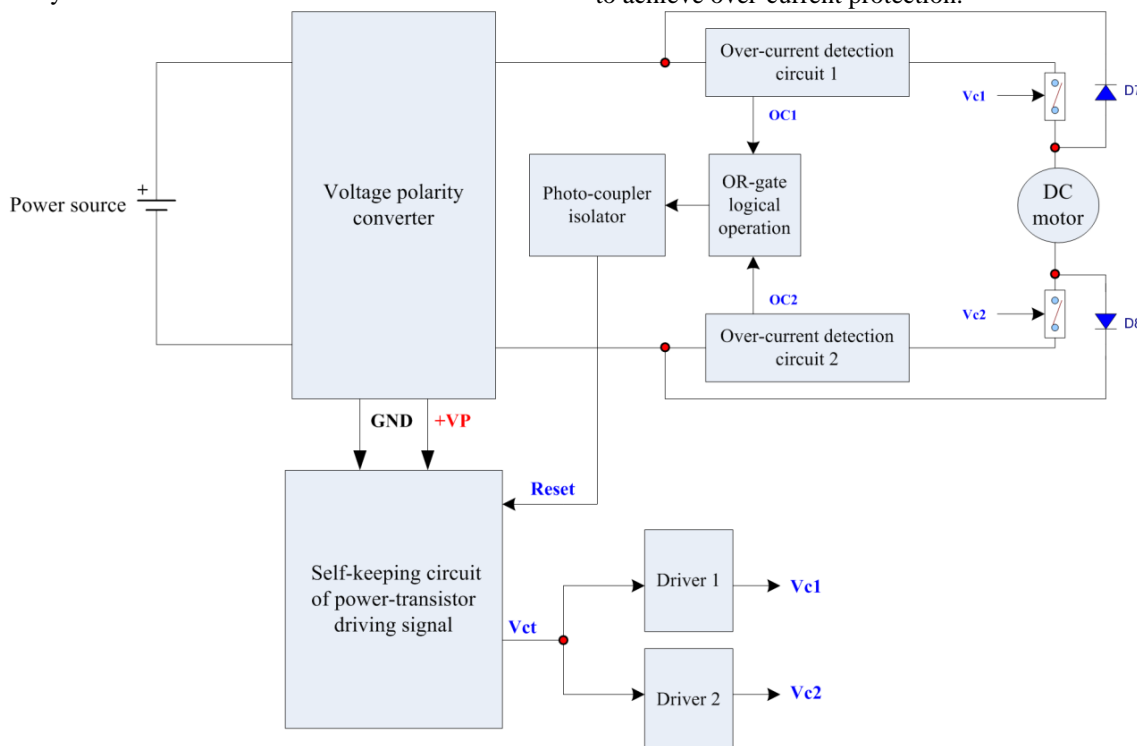 to achieve over-current protection.
Over-current detection
circuit 1
Vc1
D7
OC1
Power source
+
Voltage polarity
converter
Photo-coupler
isolator
OR-gate
logical
operation
DC
motor
OC2
Vc2
D8
Over-current detection
circuit 2
GND
+VP
Reset
Self-keeping circuit
of power-transistor
driving signal
Vct
Driver 1
Vc1
Driver 2
Vc2